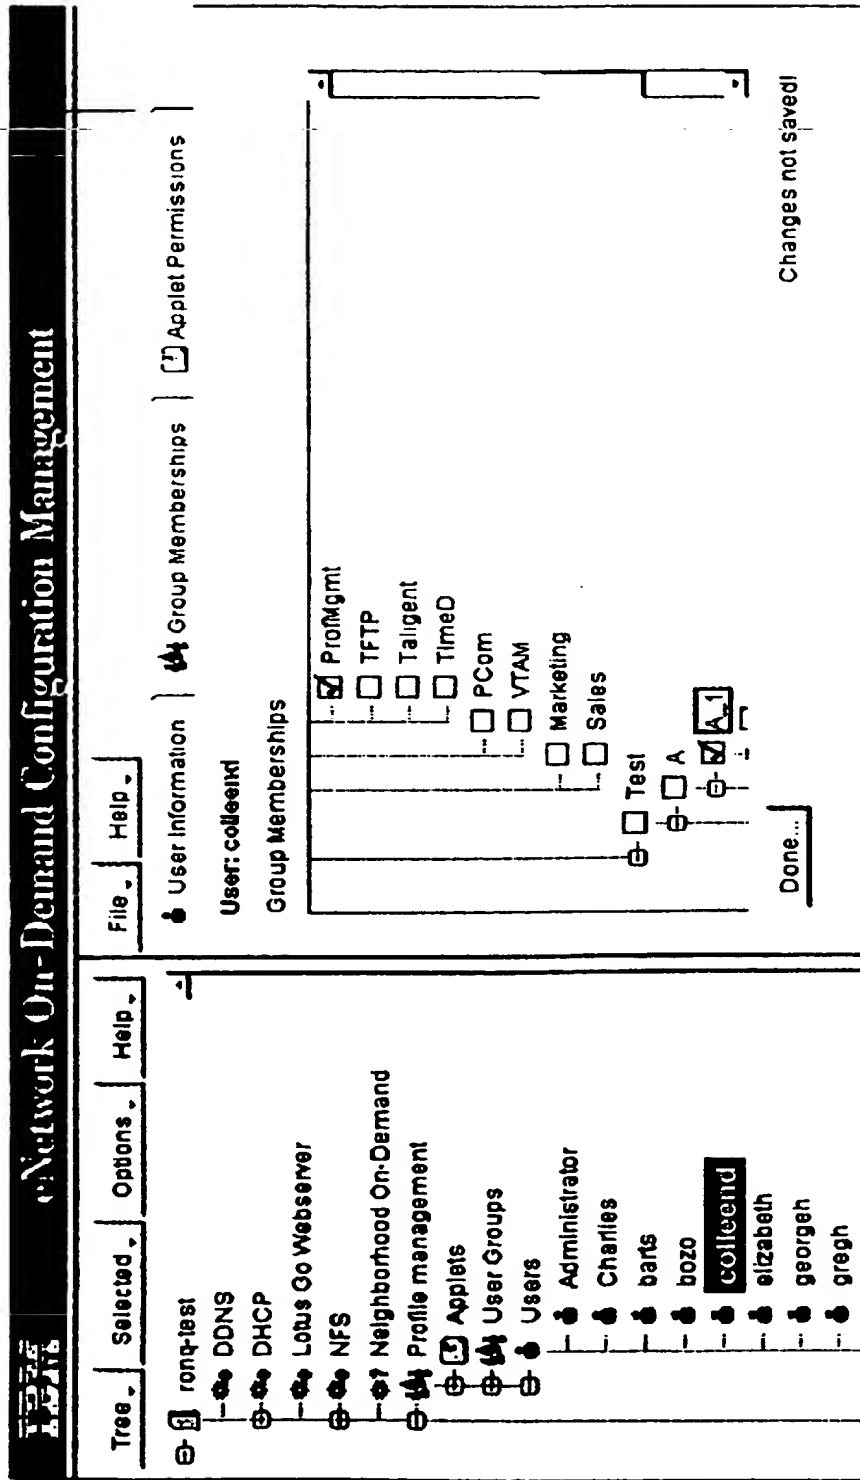 IBM
eNetwork On-Demand Configuration Management
Tree
Selected
Options
Help
ronq-test
DDNS
DHCP
Lotus Go Webserver
NFS
Neighborhood On-Demand
Profile management
Applets
User Groups
Users
Administrator
Charlies
barts
bozo
colleend
elizabeth
georgeh
gregh
File
Help
User Information
Group Memberships
Applet Permissions
User: colleend
Group Memberships
ProfMgmt
TFTP
Taligent
TimeD
PCom
VTAM
Marketing
Sales
Test
A
A_1
Done...
Changes not saved!